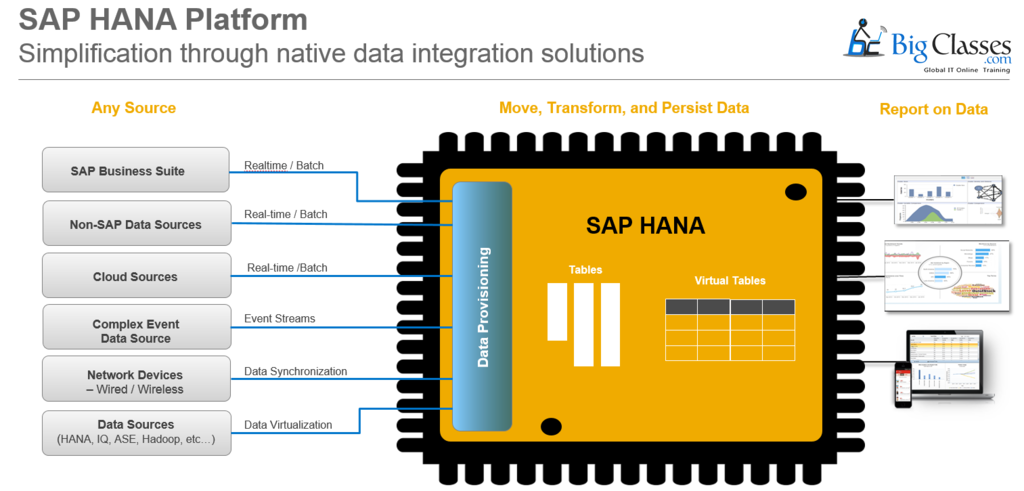 SAP HANA Platform
Simplification through native data integration solutions
Big Classes
.com
Global IT Online Training
Any Source
Move, Transform, and Persist Data
Report on Data
SAP Business Suite
Realtime / Batch
Non-SAP Data Sources
Real-time / Batch
Cloud Sources
Real-time /Batch
Complex Event
Data Source
Event Streams
Network Devices
– Wired / Wireless
Data Synchronization
Data Sources
(HANA, IQ, ASE, Hadoop, etc...)
Data Virtualization
Data Provisioning
SAP HANA
Tables
Virtual Tables